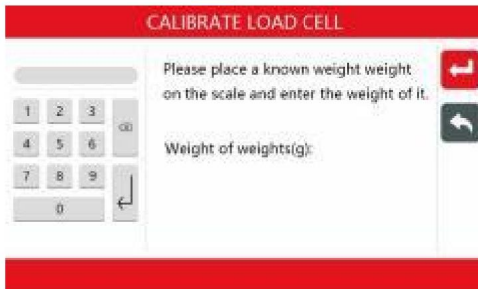 CALIBRATE LOAD CELL
Please place a known weight weight
on the scale and enter the weight of it.
Weight of weights(g):
1 2 3
4 5 6
7 8 9
0